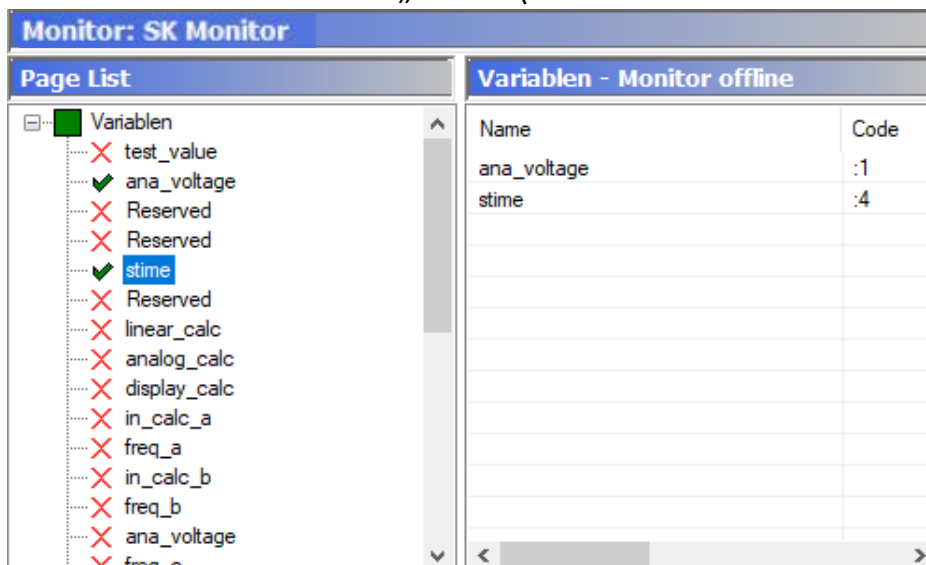 „ (
Monitor: SK Monitor
Page List
Variablen
test_value
ana_voltage
Reserved
Reserved
stime
Reserved
linear_calc
analog_calc
display_calc
in_calc_a
freq_a
in_calc_b
freq_b
ana_voltage
Variablen - Monitor offline
Name Code
ana_voltage :1
stime :4